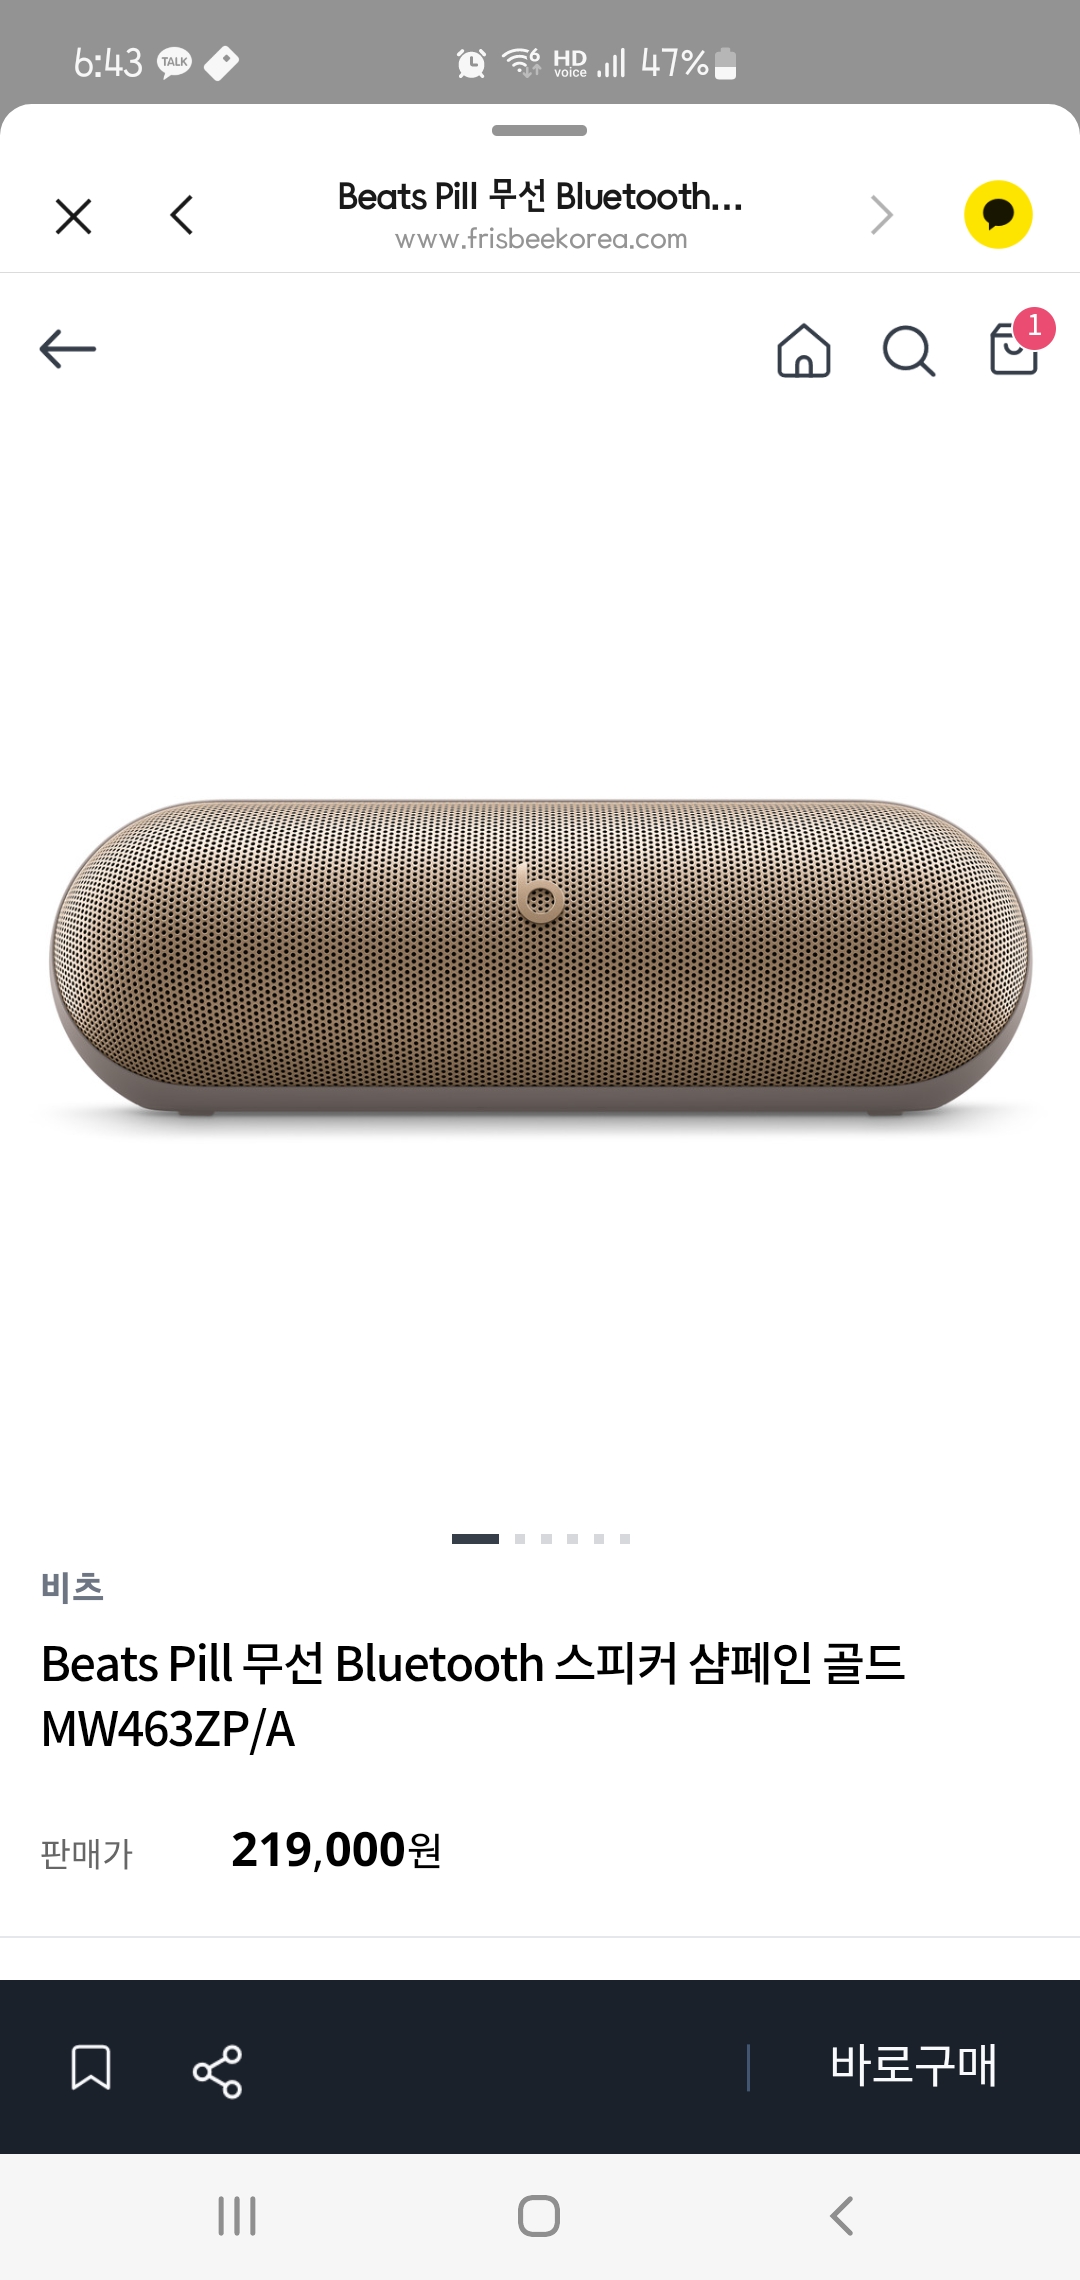 6:43 TALK 6 HD voice 47%
Beats Pill 무선 Bluetooth...
www.frisbeekorea.com
1
b
비츠
Beats Pill 무선 Bluetooth 스피커 샴페인 골드
MW463ZP/A
판매가 219,000원
바로구매